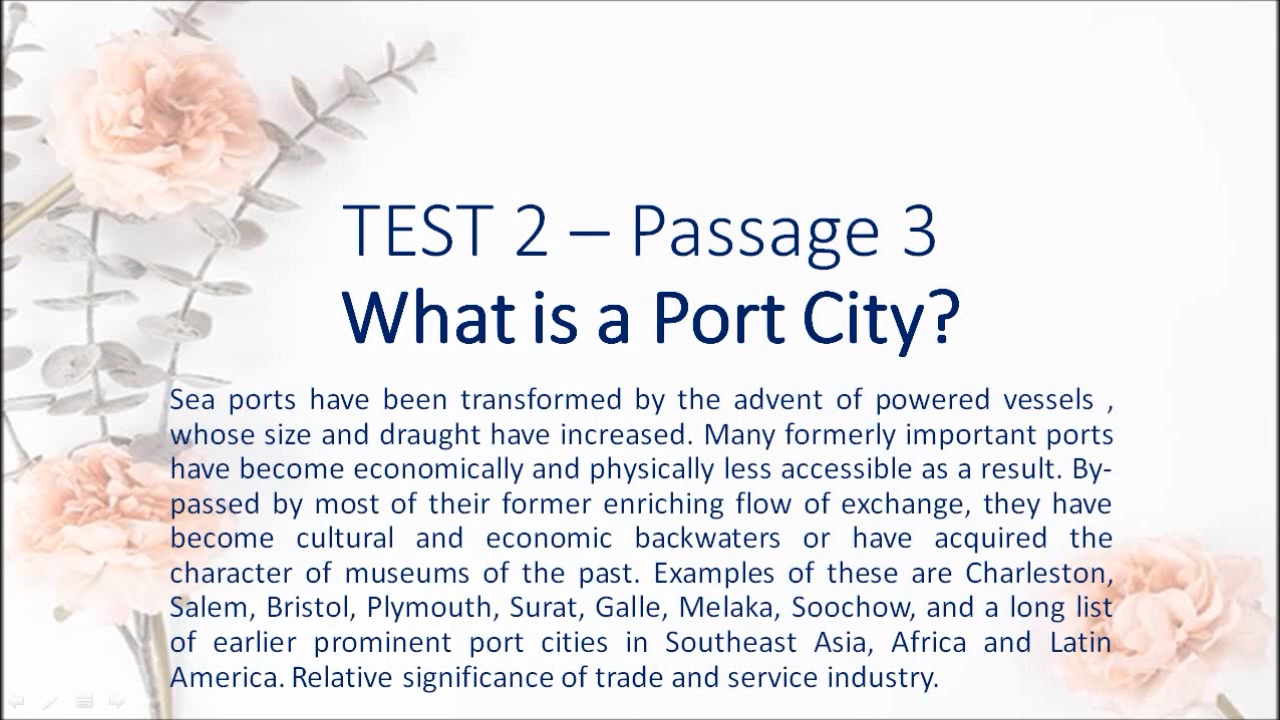 TEST 2 – Passage 3
What is a Port City?
Sea ports have been transformed by the advent of powered vessels ,
whose size and draught have increased. Many formerly important ports
have become economically and physically less accessible as a result. By-
passed by most of their former enriching flow of exchange, they have
become cultural and economic backwaters or have acquired the
character of museums of the past. Examples of these are Charleston,
Salem, Bristol, Plymouth, Surat, Galle, Melaka, Soochow, and a long list
of earlier prominent port cities in Southeast Asia, Africa and Latin
America. Relative significance of trade and service industry.